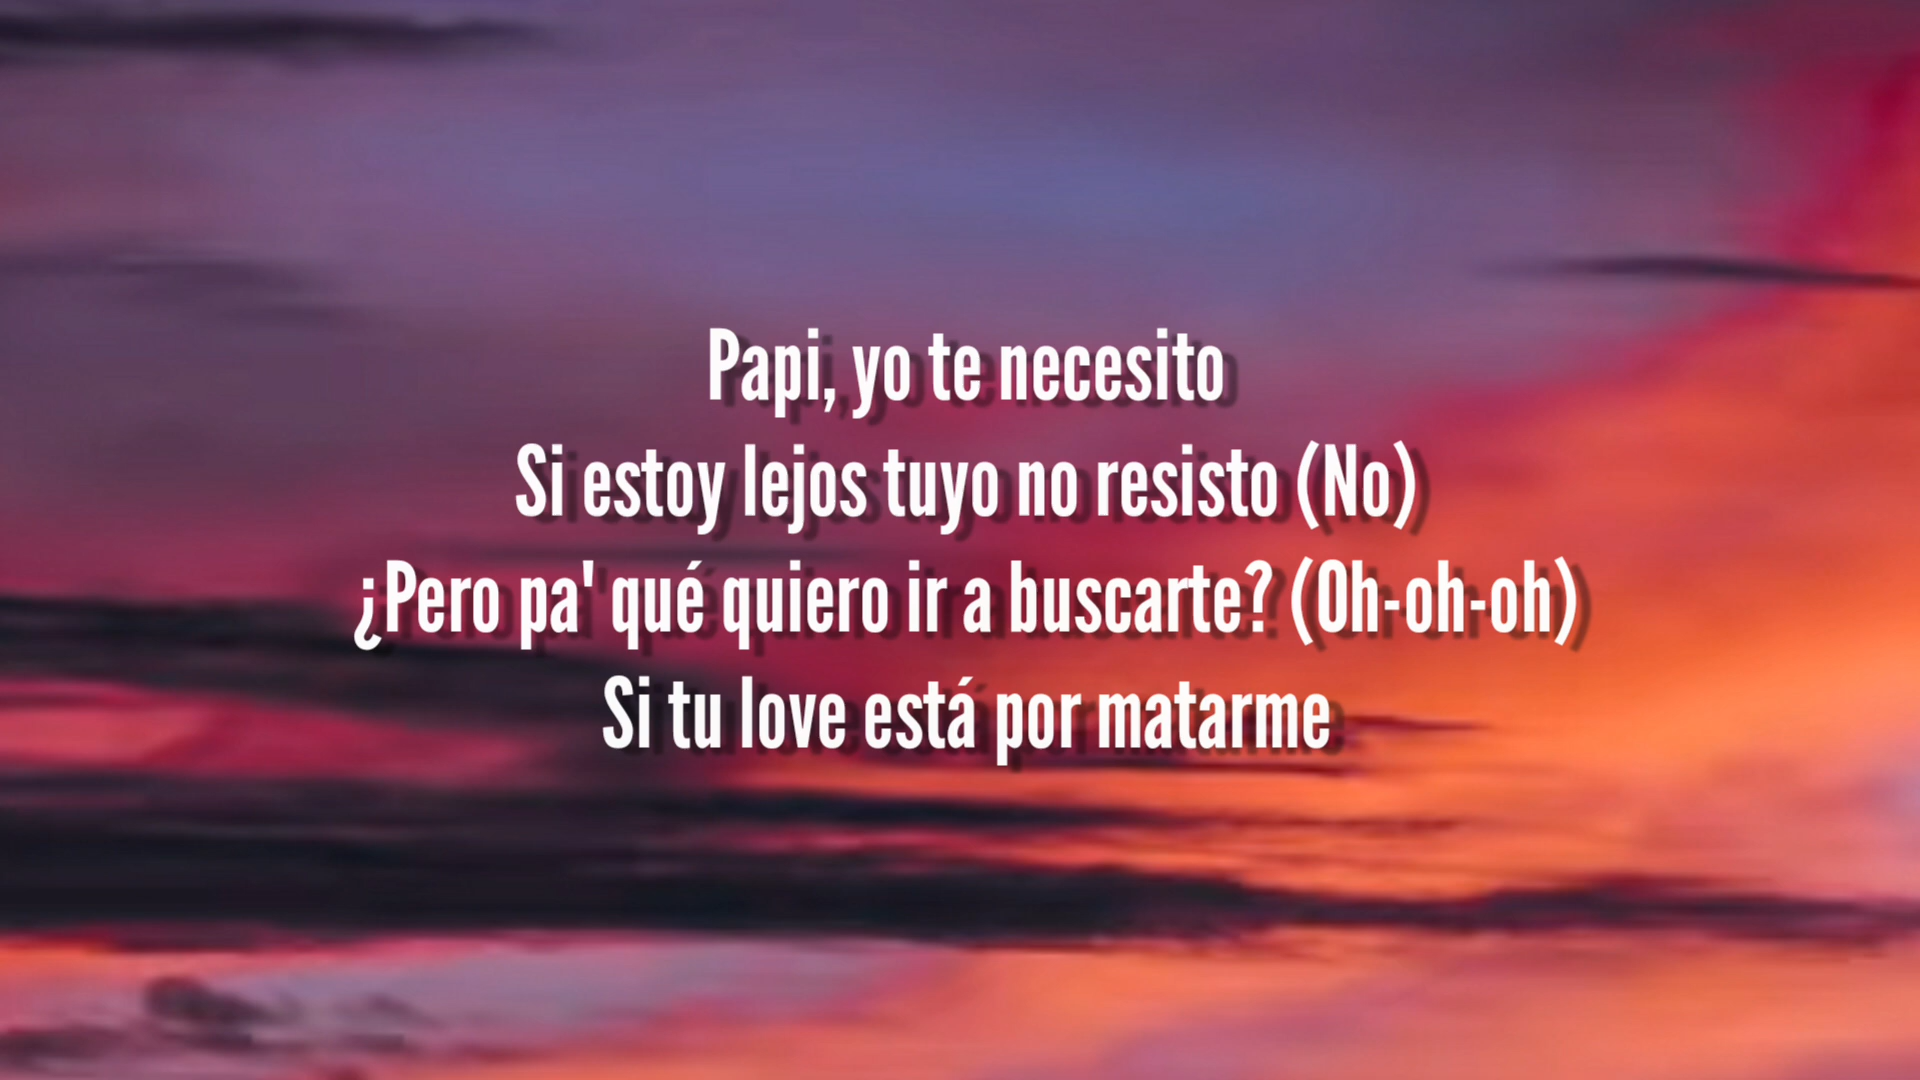 Papi, yo te necesito
Si estoy lejos tuyo no resisto (No)
¿Pero pa' qué quiero ir a buscarte? (Oh-oh-oh)
Si tu love está por matarme